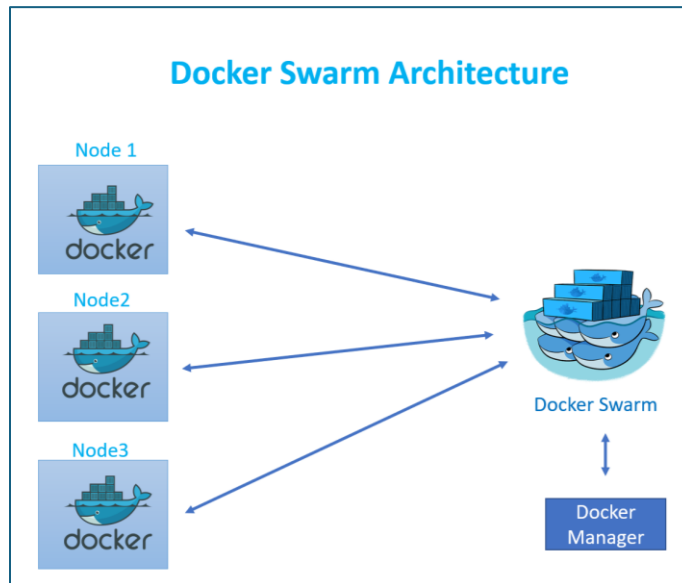 Docker Swarm Architecture
Node 1
docker
Node2
docker
Node3
docker
Docker Swarm
Docker
Manager